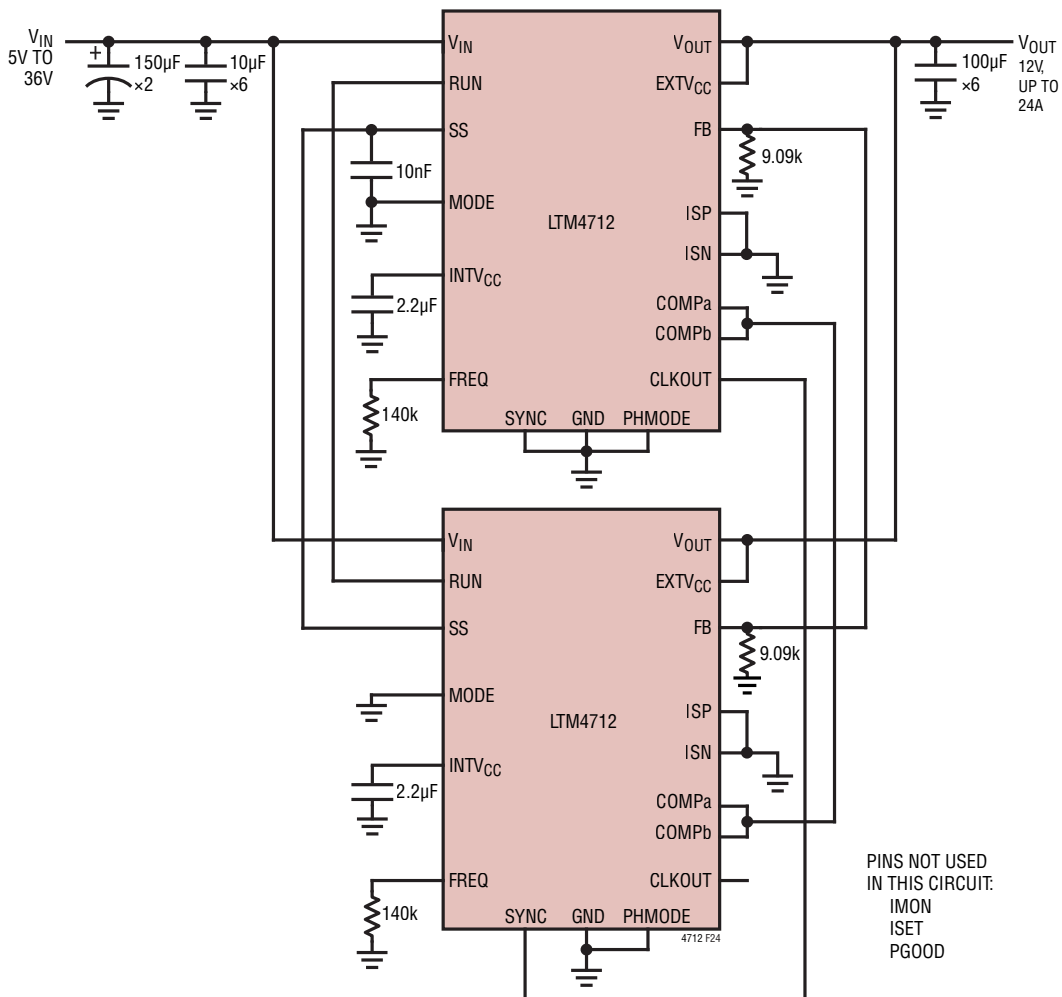 VIN
5V TO
36V
150µF
×2
10µF
×6
VIN
RUN
SS
10nF
MODE
INTVCC
2.2µF
FREQ
140k
LTM4712
VOUT
EXTVCC
FB
9.09k
ISP
ISN
COMPa
COMPb
CLKOUT
SYNC GND PHMODE
100µF
×6
VOUT
12V,
UP TO
24A
VIN
RUN
SS
MODE
INTVCC
2.2µF
FREQ
140k
LTM4712
VOUT
EXTVCC
FB
9.09k
ISP
ISN
COMPa
COMPb
CLKOUT
SYNC GND PHMODE
4712 F24
PINS NOT USED
IN THIS CIRCUIT:
IMON
ISET
PGOOD